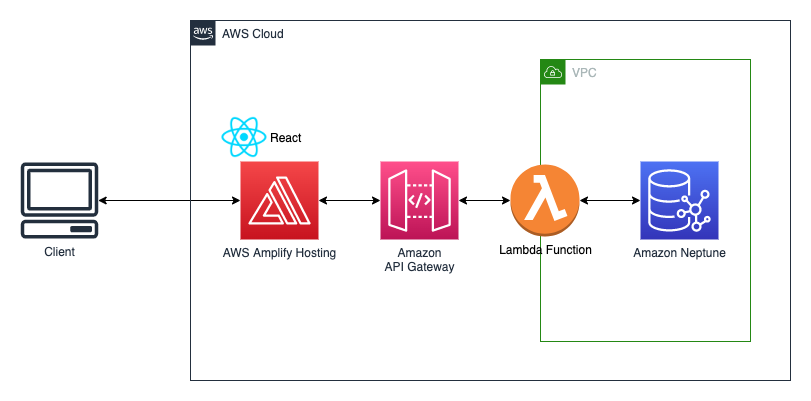 aws
AWS Cloud
VPC
React
</>
Client
AWS Amplify Hosting
Amazon
API Gateway
Lambda Function
Amazon Neptune